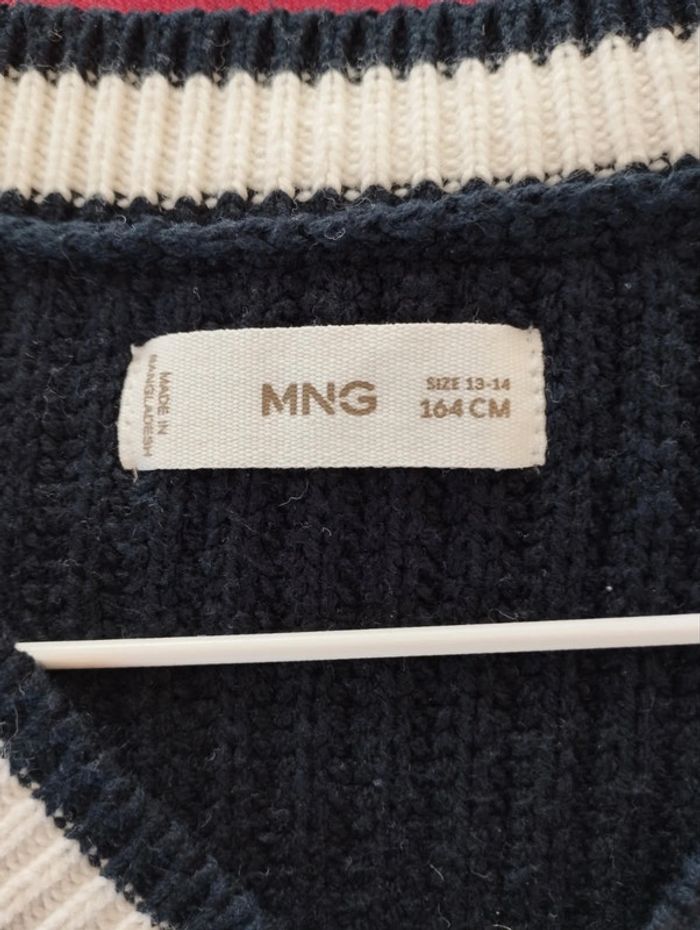 MADE IN
BANGLADESH
MNG
SIZE 13-14
164 CM